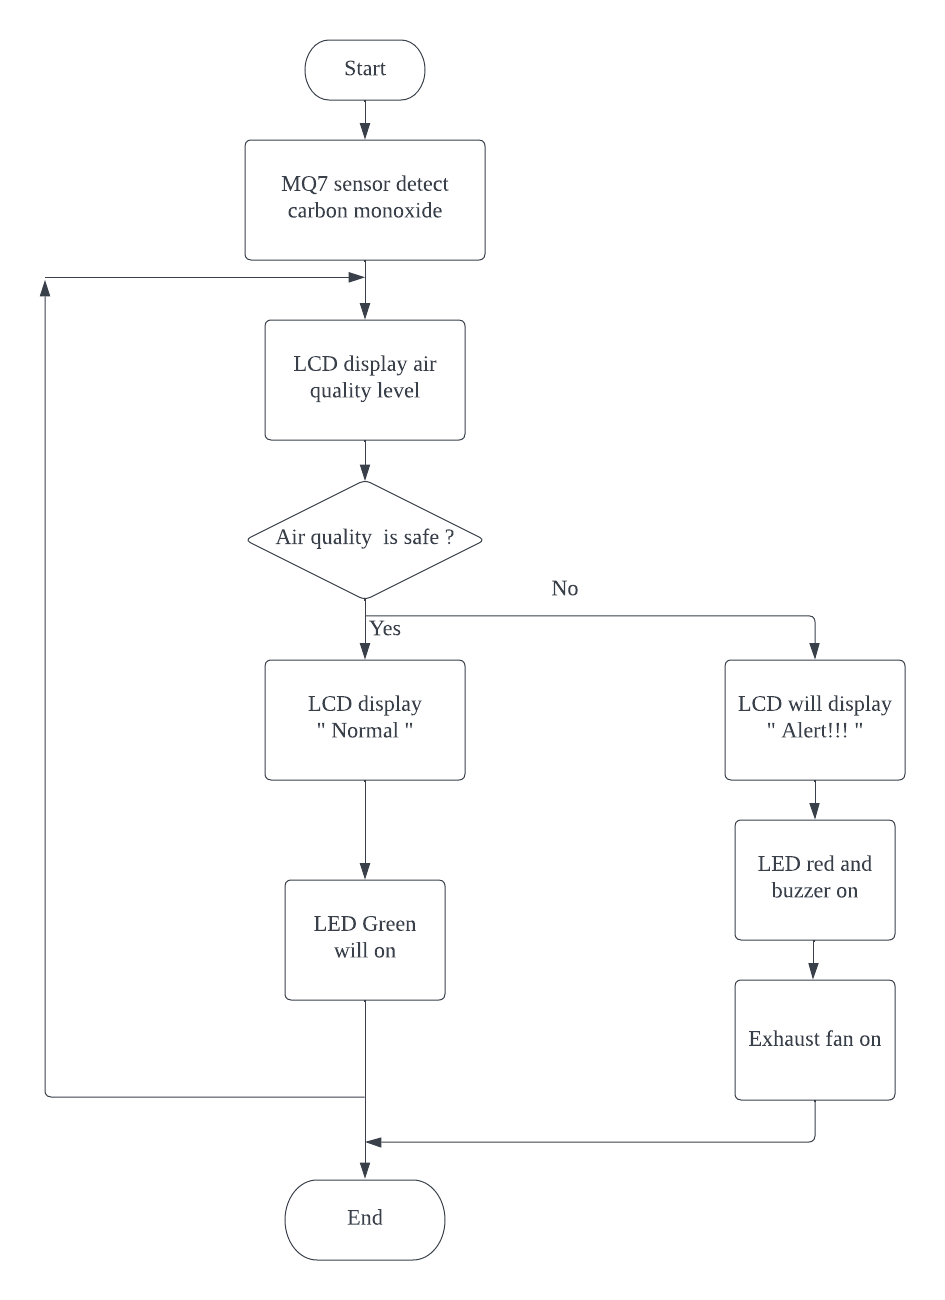 Start
MQ7 sensor detect
carbon monoxide
LCD display air
quality level
Air quality  is safe ?
No
Yes
LCD display
" Normal "
LCD will display
" Alert!!! "
LED red and
buzzer on
LED Green
will on
Exhaust fan on
End